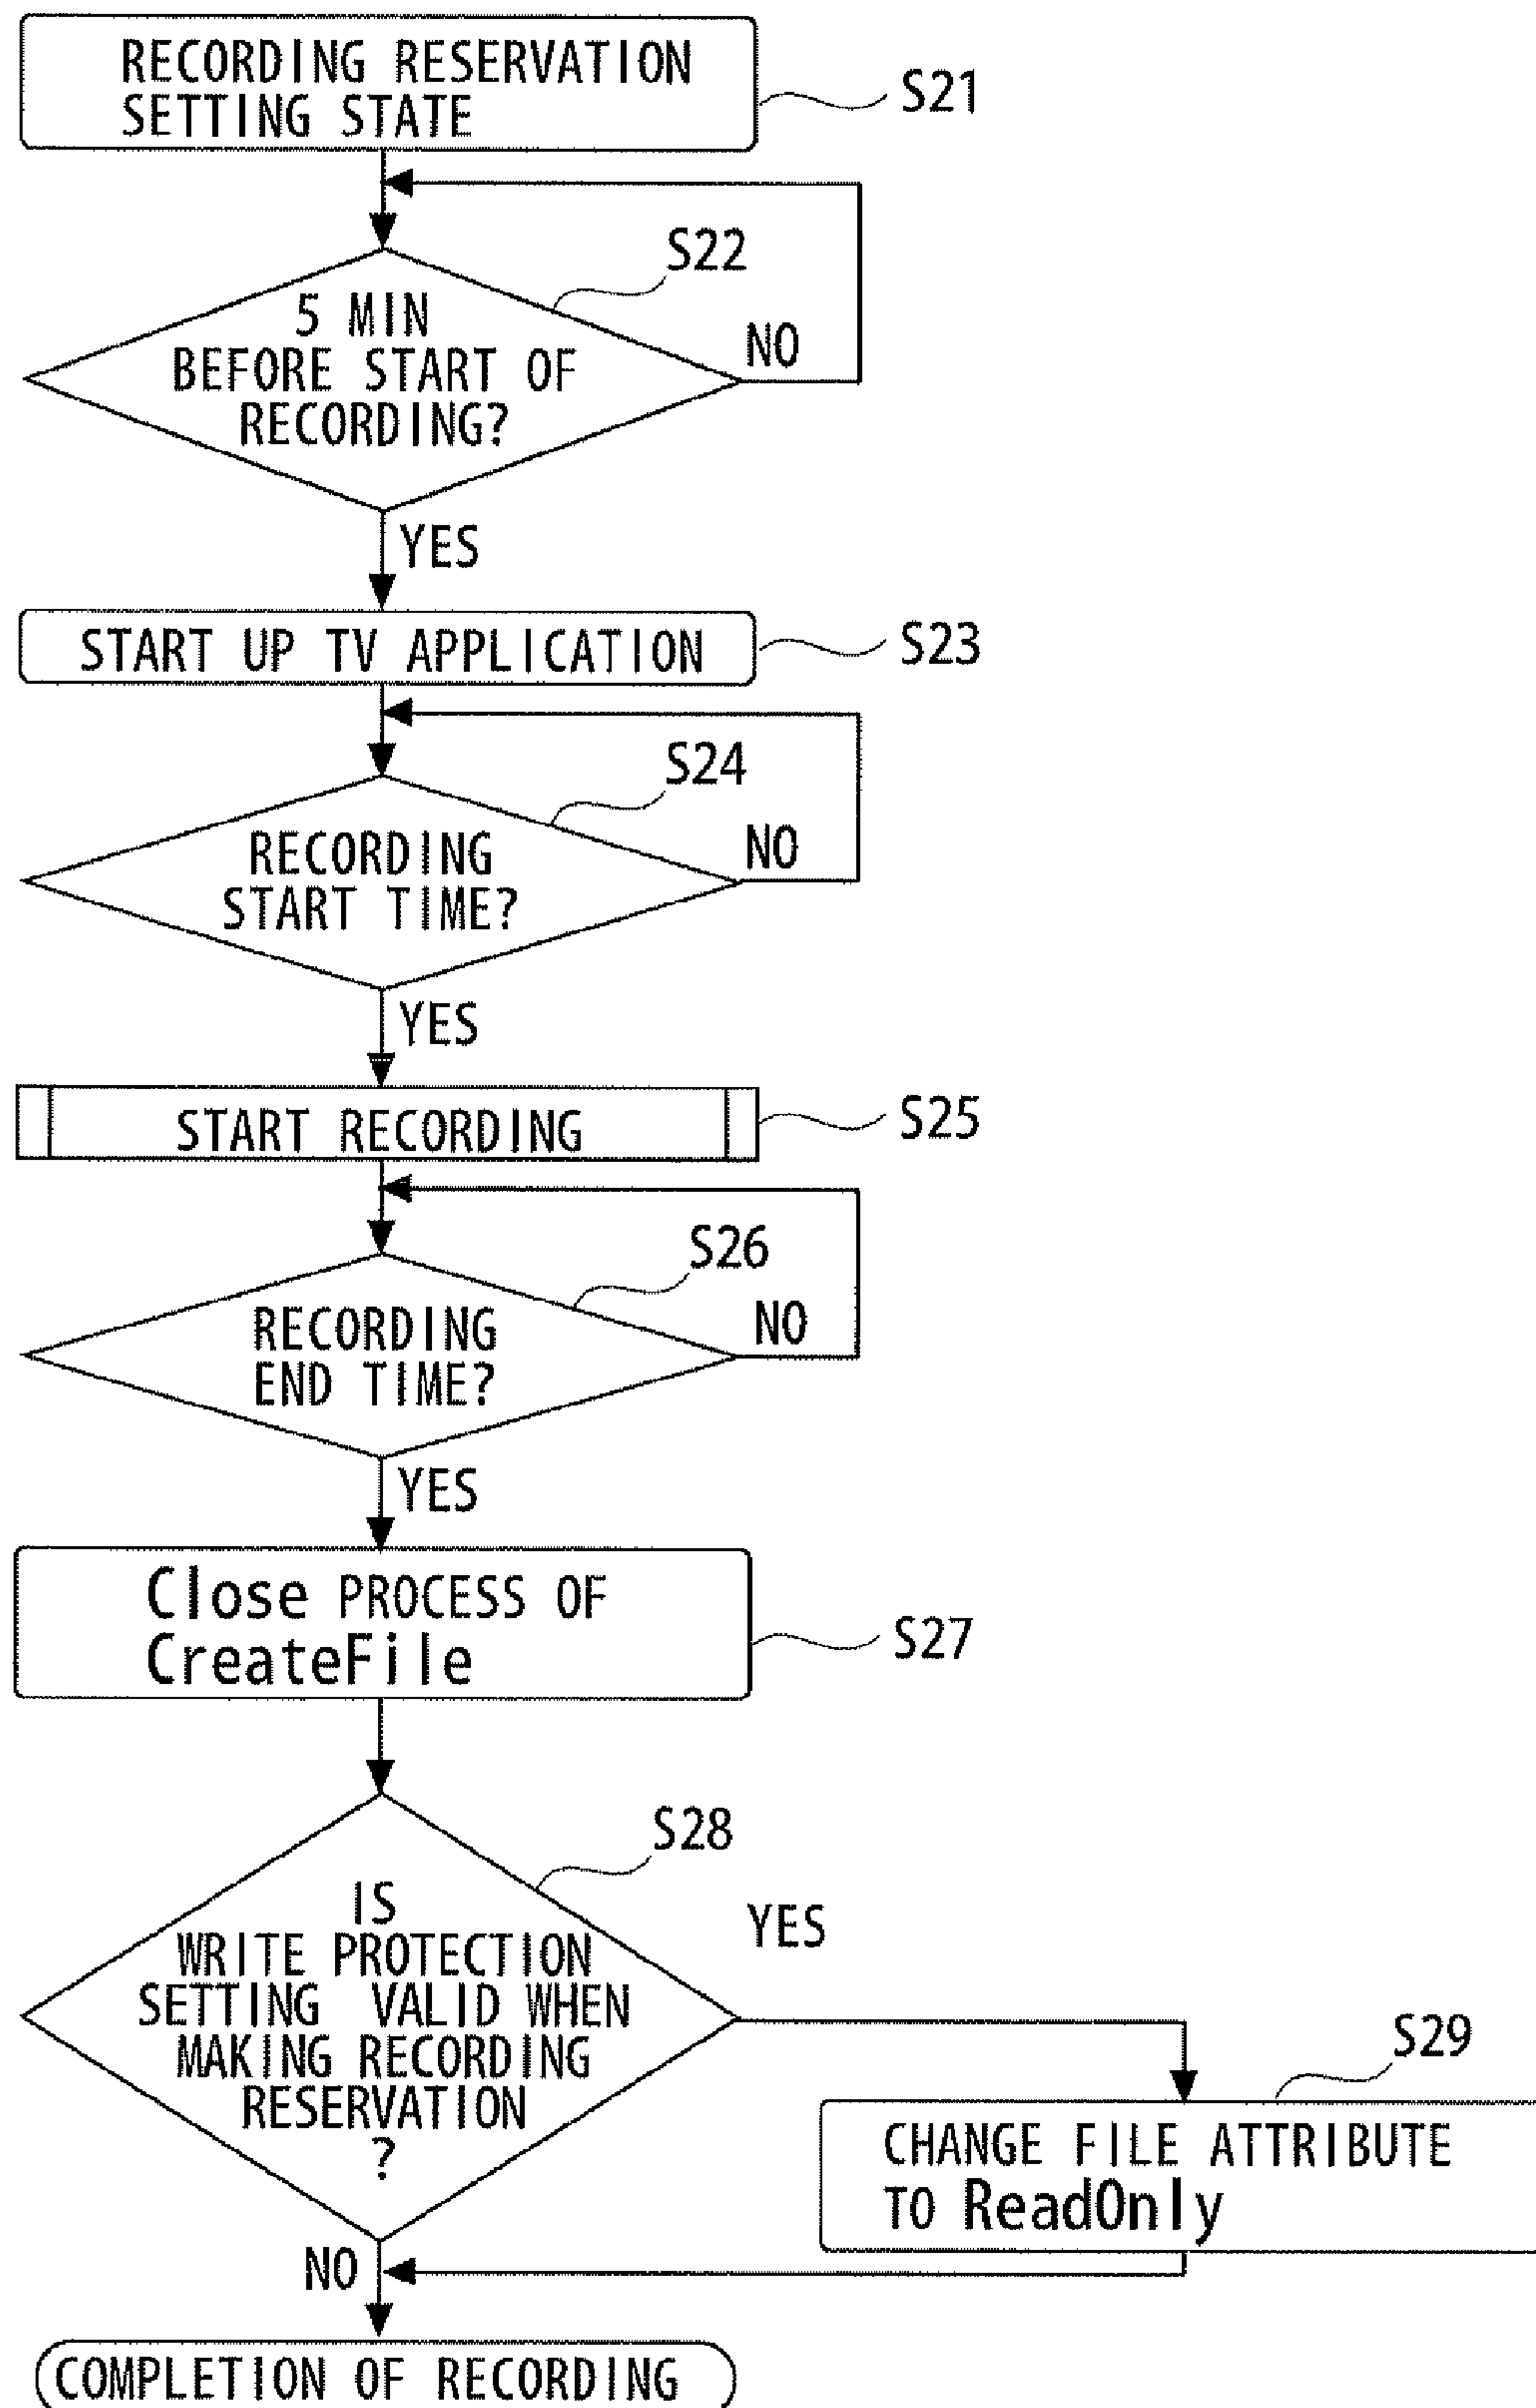 RECORDING RESERVATION
SETTING STATE
S21
S22
5 MIN
BEFORE START OF
RECORDING?
NO
YES
START UP TV APPLICATION
S23
S24
RECORDING
START TIME?
NO
YES
START RECORDING
S25
S26
RECORDING
END TIME?
NO
YES
Close PROCESS OF
CreateFile
S27
S28
IS
WRITE PROTECTION
SETTING VALID WHEN
MAKING RECORDING
RESERVATION
?
YES
S29
CHANGE FILE ATTRIBUTE
TO ReadOnly
NO
COMPLETION OF RECORDING